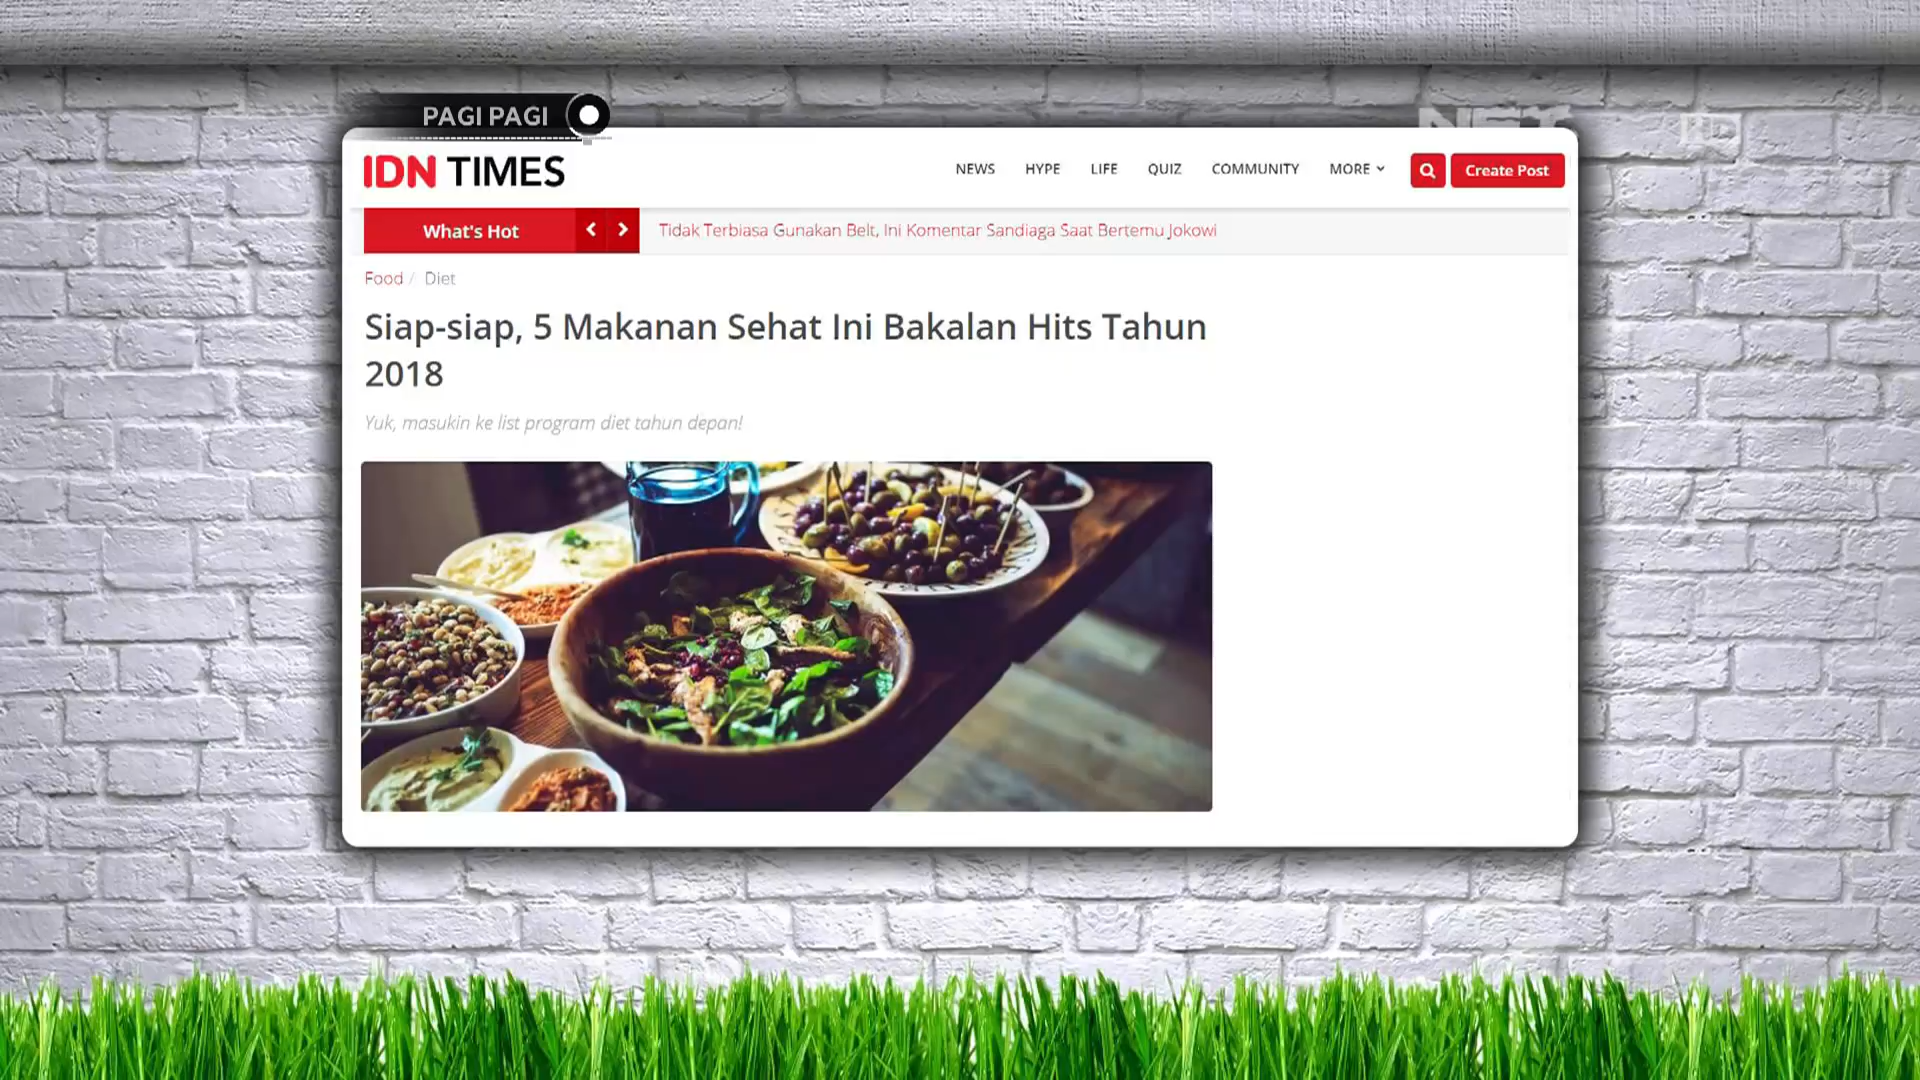 PAGI PAGI
NET.
HD
IDN TIMES
NEWS HYPE LIFE QUIZ COMMUNITY MORE
Create Post
What's Hot
Tidak Terbiasa Gunakan Belt, Ini Komentar Sandiaga Saat Bertemu Jokowi
Food / Diet
Siap-siap, 5 Makanan Sehat Ini Bakalan Hits Tahun
2018
Yuk, masukin ke list program diet tahun depan!